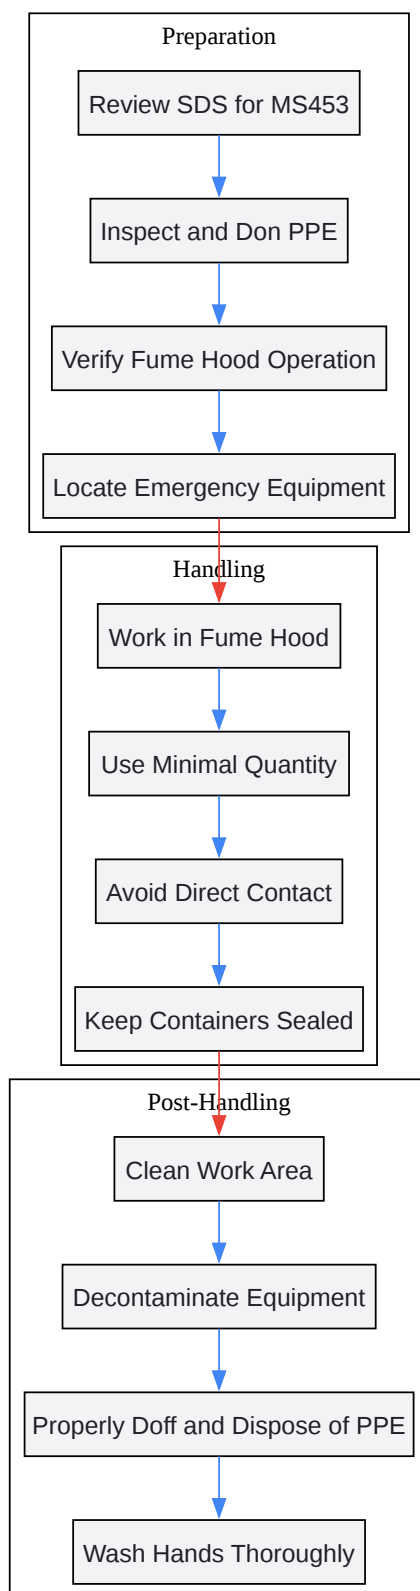 Preparation
Review SDS for MS453
Inspect and Don PPE
Verify Fume Hood Operation
Locate Emergency Equipment
Handling
Work in Fume Hood
Use Minimal Quantity
Avoid Direct Contact
Keep Containers Sealed
Post-Handling
Clean Work Area
Decontaminate Equipment
Properly Doff and Dispose of PPE
Wash Hands Thoroughly